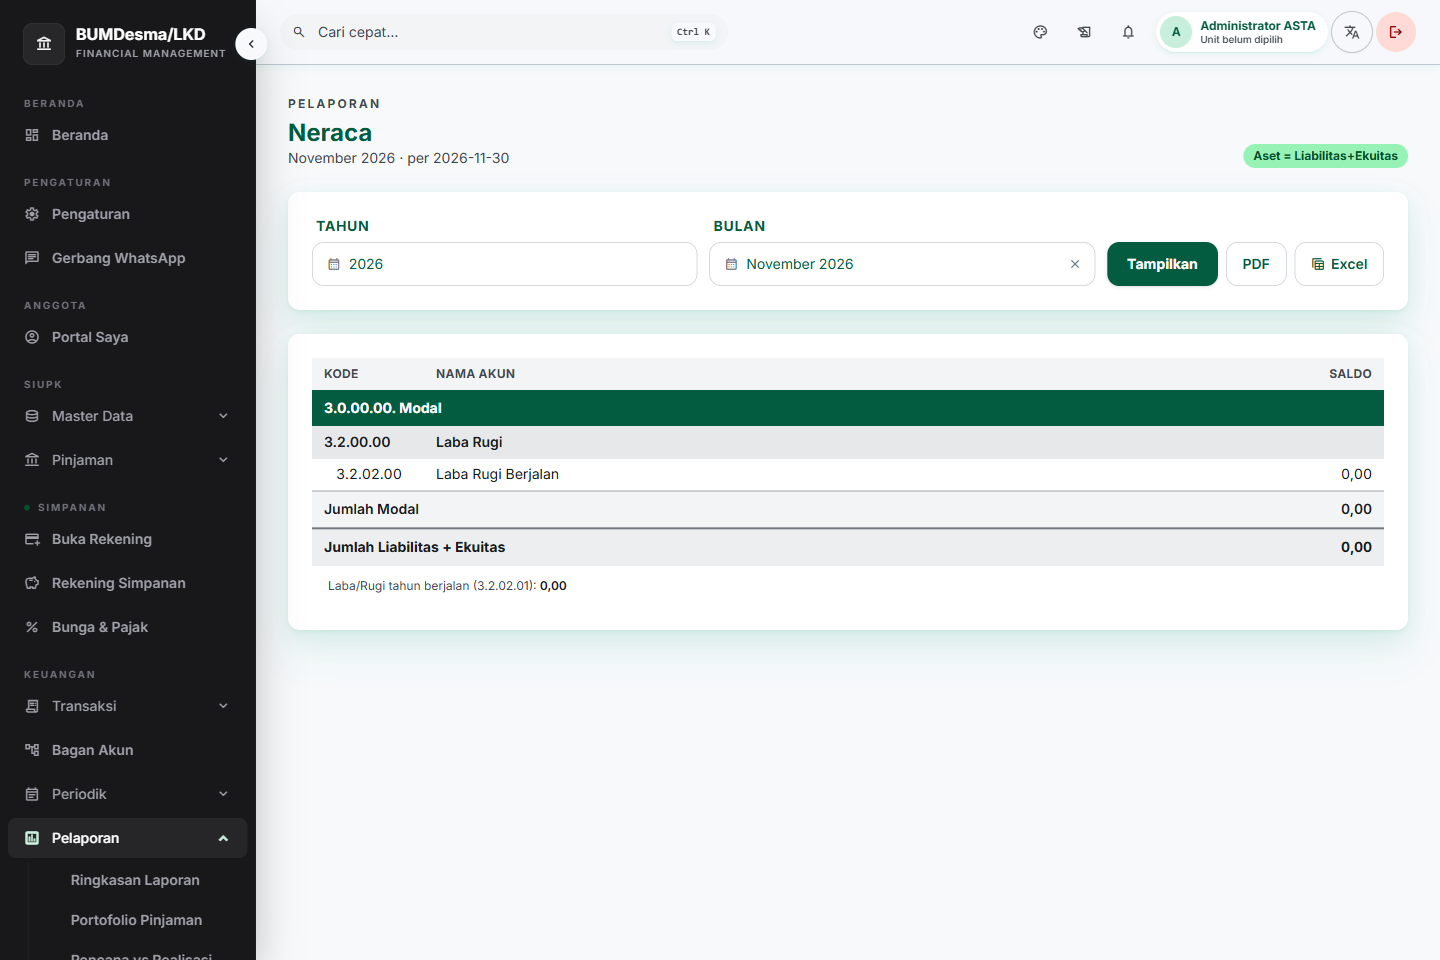 BUMDesma/LKD
FINANCIAL MANAGEMENT
BERANDA
Beranda
PENGATURAN
Pengaturan
Gerbang WhatsApp
ANGGOTA
Portal Saya
SIUPK
Master Data
Pinjaman
SIMPANAN
Buka Rekening
Rekening Simpanan
Bunga & Pajak
KEUANGAN
Transaksi
Bagan Akun
Periodik
Pelaporan
Ringkasan Laporan
Portofolio Pinjaman
Rencana vs Realisasi
Cari cepat...
Ctrl K
A
Administrator ASTA
Unit belum dipilih
PELAPORAN
Neraca
November 2026 · per 2026-11-30
Aset = Liabilitas+Ekuitas
TAHUN
2026
BULAN
November 2026
Tampilkan
PDF
Excel
KODE NAMA AKUN SALDO
3.0.00.00. Modal
3.2.00.00 Laba Rugi
3.2.02.00 Laba Rugi Berjalan 0,00
Jumlah Modal 0,00
Jumlah Liabilitas + Ekuitas 0,00
Laba/Rugi tahun berjalan (3.2.02.01): 0,00